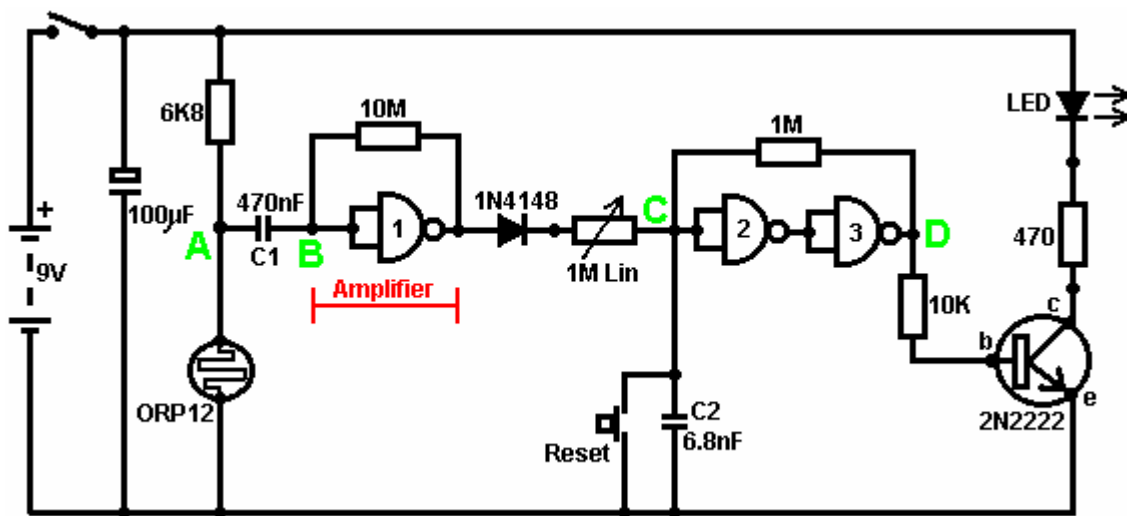 6K8
10M
LED
1M
470nF
1N4148
C
+
100µF
1
2
3
D
470
A
C1
B
1M Lin
9V
Amplifier
10K
c
b
ORP12
C2
e
6.8nF
2N2222
Reset